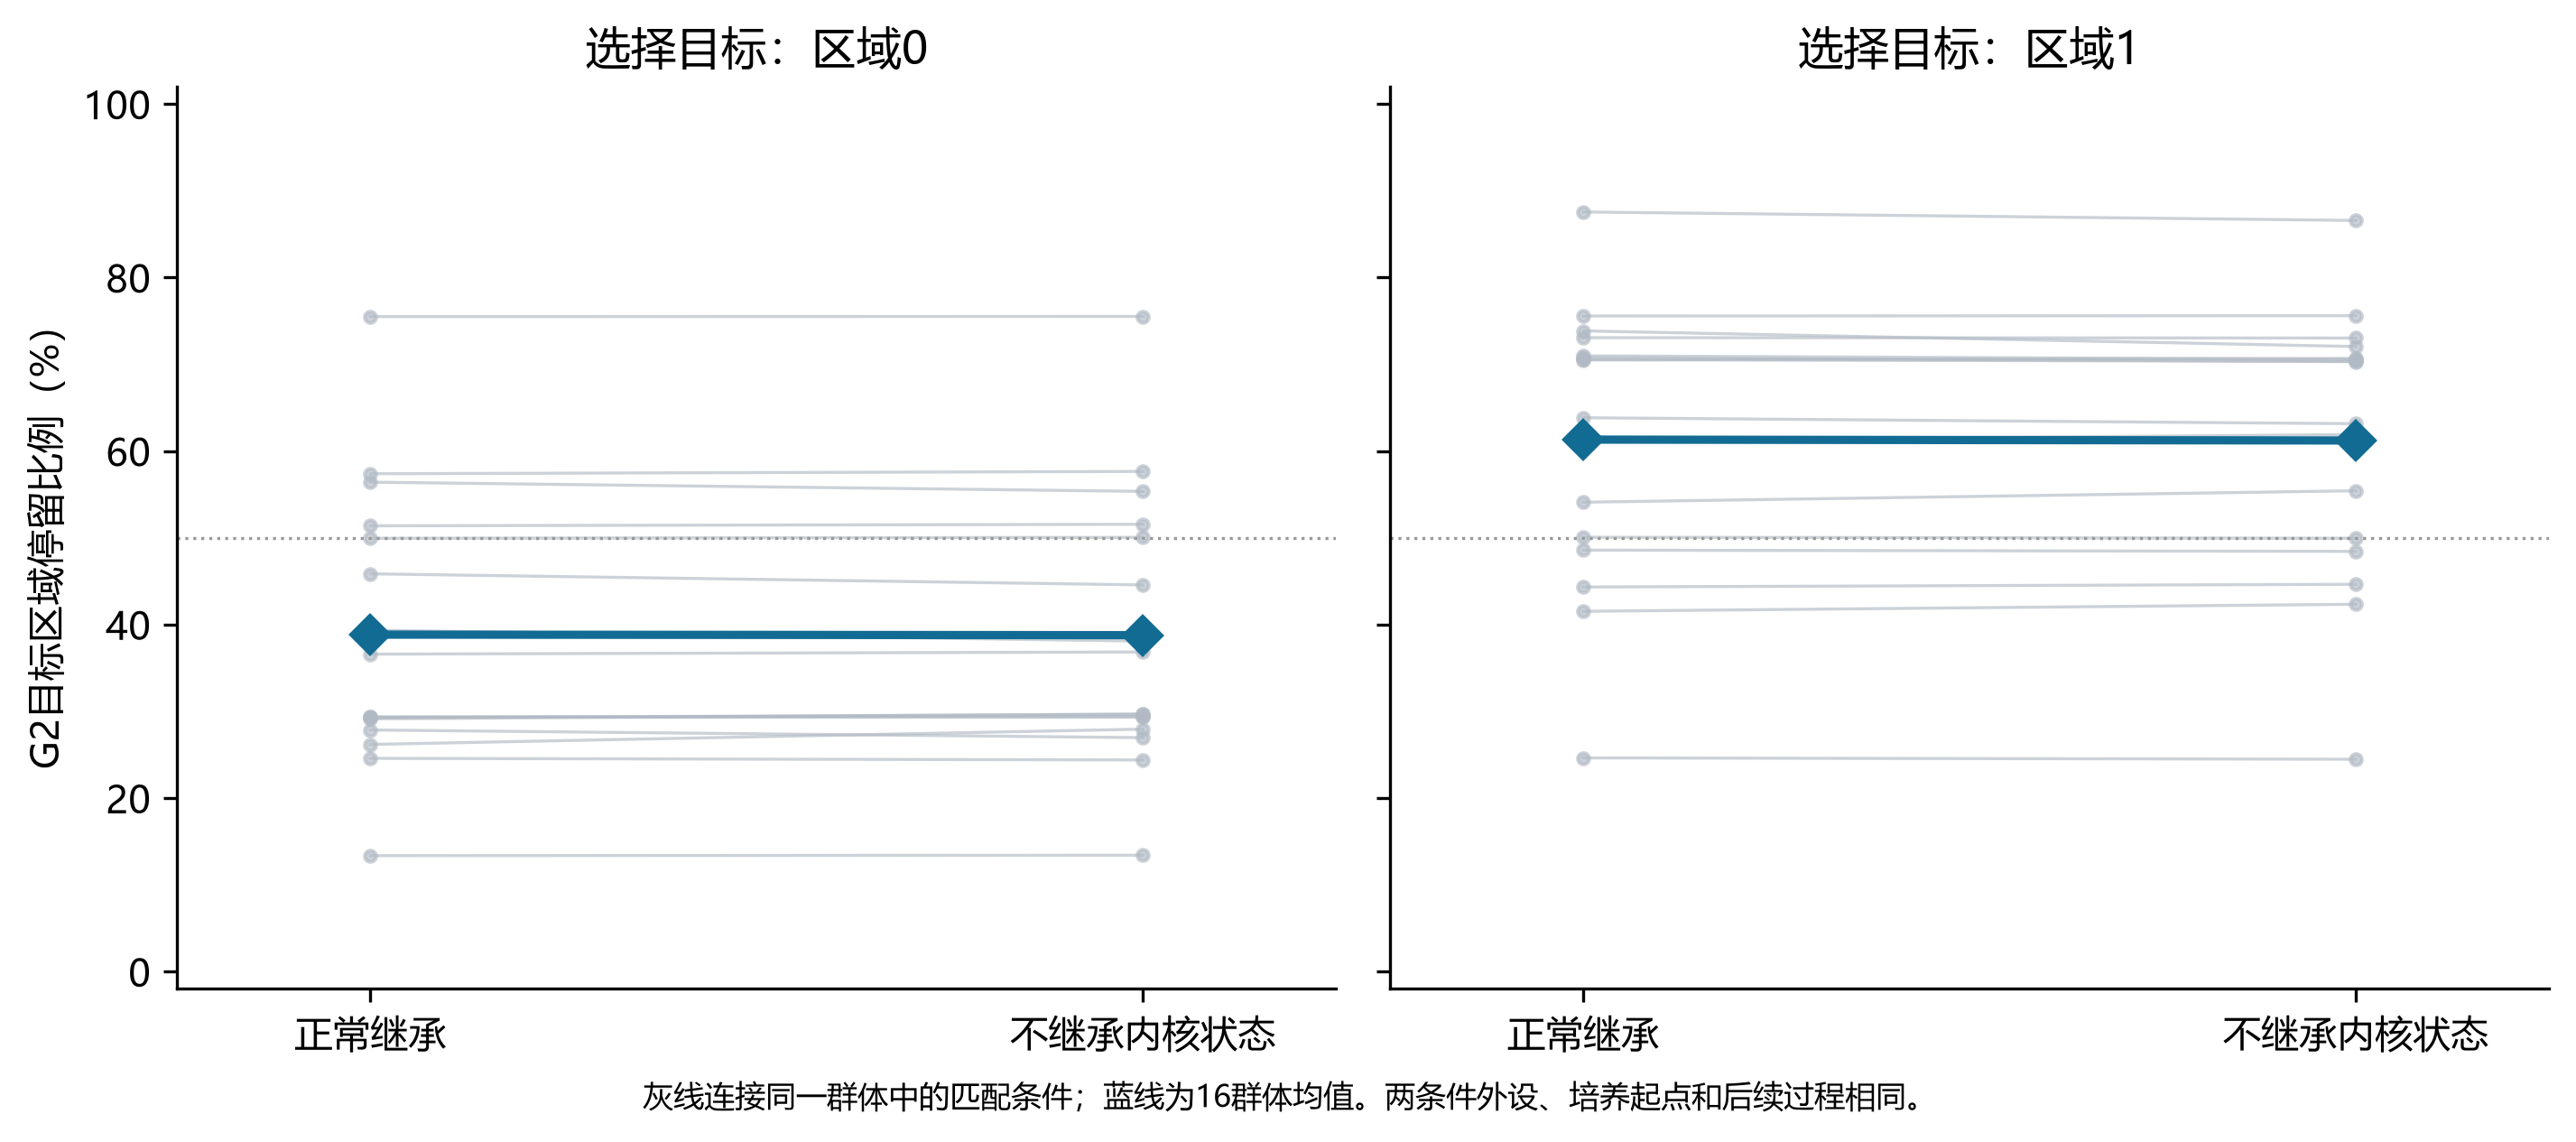 选择目标：区域0
选择目标：区域1
G2目标区域停留比例（%）
100
80
60
40
20
0
正常继承
不继承内核状态
正常继承
不继承内核状态
灰线连接同一群体中的匹配条件；蓝线为16群体均值。两条件外设、培养起点和后续过程相同。